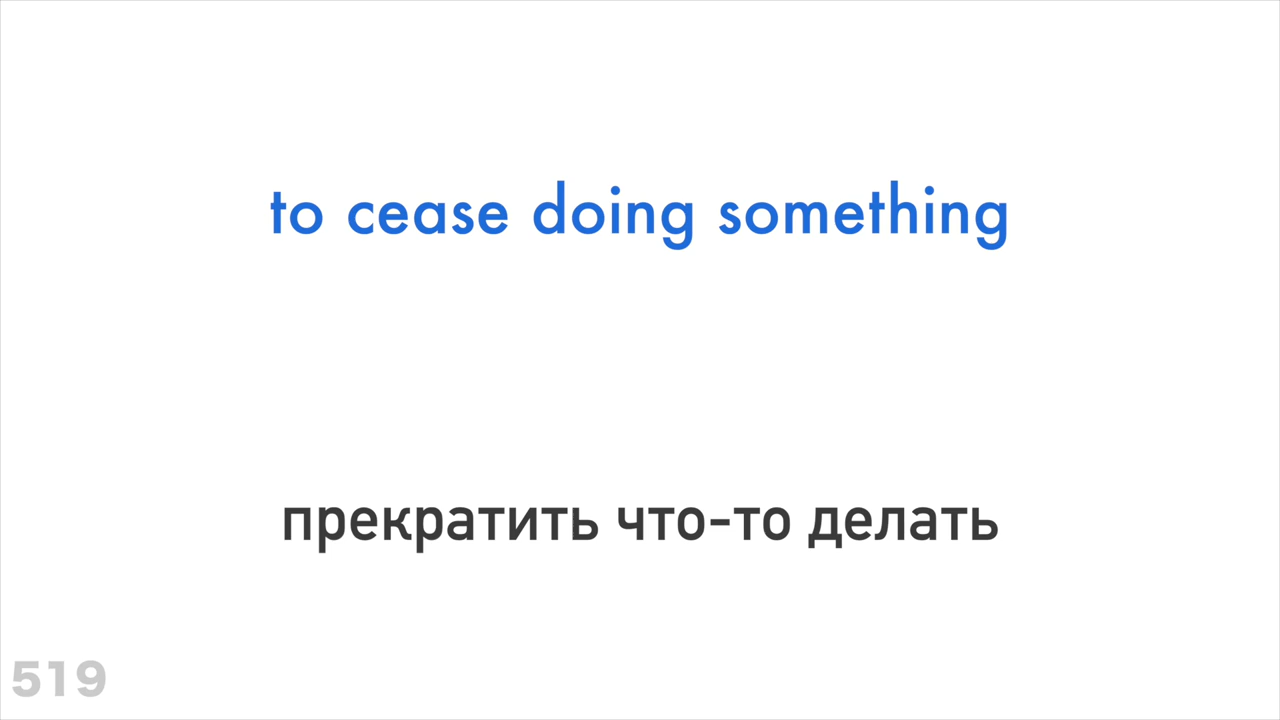 to cease doing something
прекратить что-то делать
519